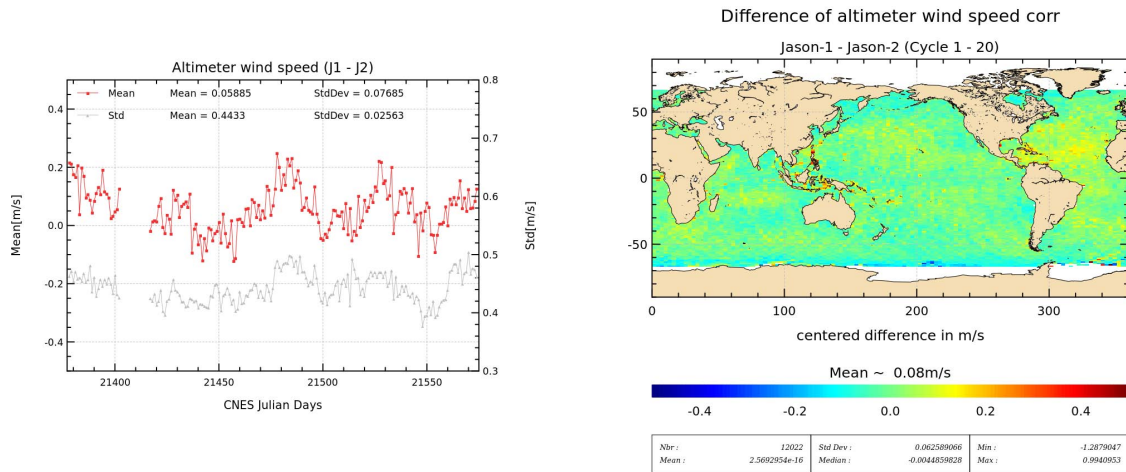 Altimeter wind speed (J1 - J2)
Mean Mean = 0.05885 StdDev = 0.07685
Std Mean = 0.4433 StdDev = 0.02563
Mean[m/s]
0.4
0.2
0.0
-0.2
-0.4
Std[m/s]
0.8
0.7
0.6
0.5
0.4
0.3
21400 21450 21500 21550
CNES Julian Days
Difference of altimeter wind speed corr
Jason-1 - Jason-2 (Cycle 1 - 20)
50
0
-50
0 100 200 300
centered difference in m/s
Mean ~ 0.08m/s
-0.4 -0.2 0.0 0.2 0.4
Nbr : 12022 Std Dev : 0.062589066 Min : -1.2879047
Mean : 2.5692954e-16 Median : -0.0044859828 Max : 0.9940953